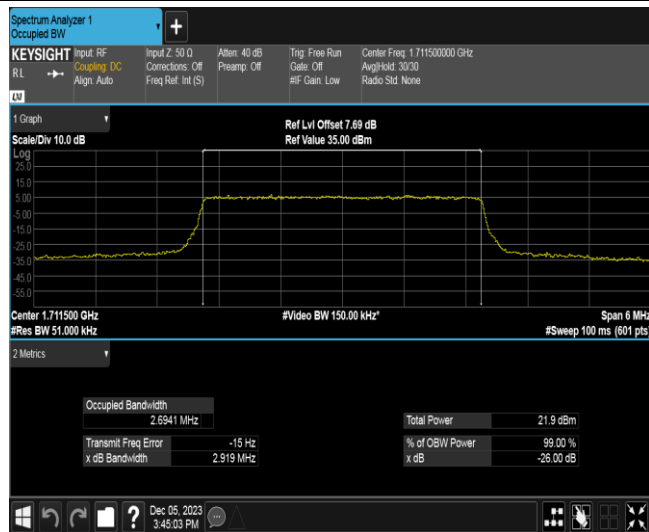 Spectrum Analyzer 1
Occupied BW
+
KEYSIGHT
RL
Input: RF
Coupling: DC
Align: Auto
Input Z: 50 Ω
Corrections: Off
Freq Ref: Int (S)
Atten: 40 dB
Preamp: Off
Trig: Free Run
Gate: Off
#IF Gain: Low
Center Freq: 1.711500000 GHz
Avg|Hold: 30/30
Radio Std: None
1 Graph
Scale/Div 10.0 dB
Ref Lvl Offset 7.69 dB
Ref Value 35.00 dBm
Log
25.0
15.0
5.00
-5.00
-15.0
-25.0
-35.0
-45.0
-55.0
Center 1.711500 GHz
#Video BW 150.00 kHz*
Span 6 MHz
#Res BW 51.000 kHz
#Sweep 100 ms (601 pts)
2 Metrics
Occupied Bandwidth
2.6941 MHz
Total Power 21.9 dBm
Transmit Freq Error -15 Hz
% of OBW Power 99.00 %
x dB Bandwidth 2.919 MHz
x dB -26.00 dB
?
Dec 05, 2023
3:45:03 PM